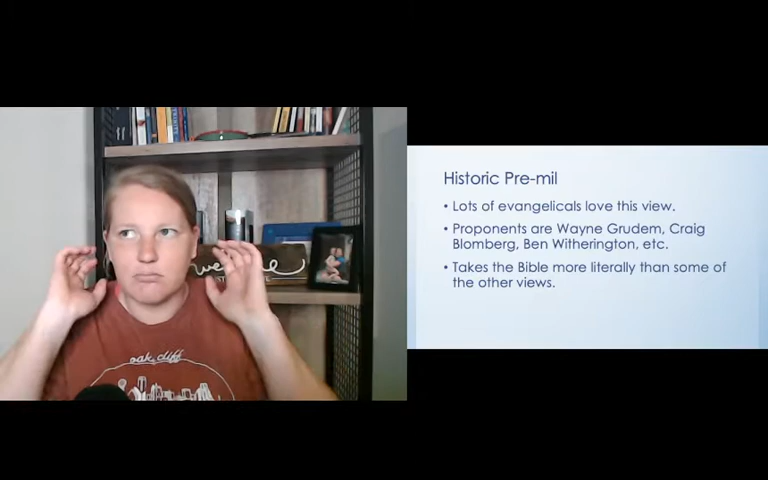 welcome
oak cliff
Historic Pre-mil
• Lots of evangelicals love this view.
• Proponents are Wayne Grudem, Craig
Blomberg, Ben Witherington, etc.
• Takes the Bible more literally than some of
the other views.